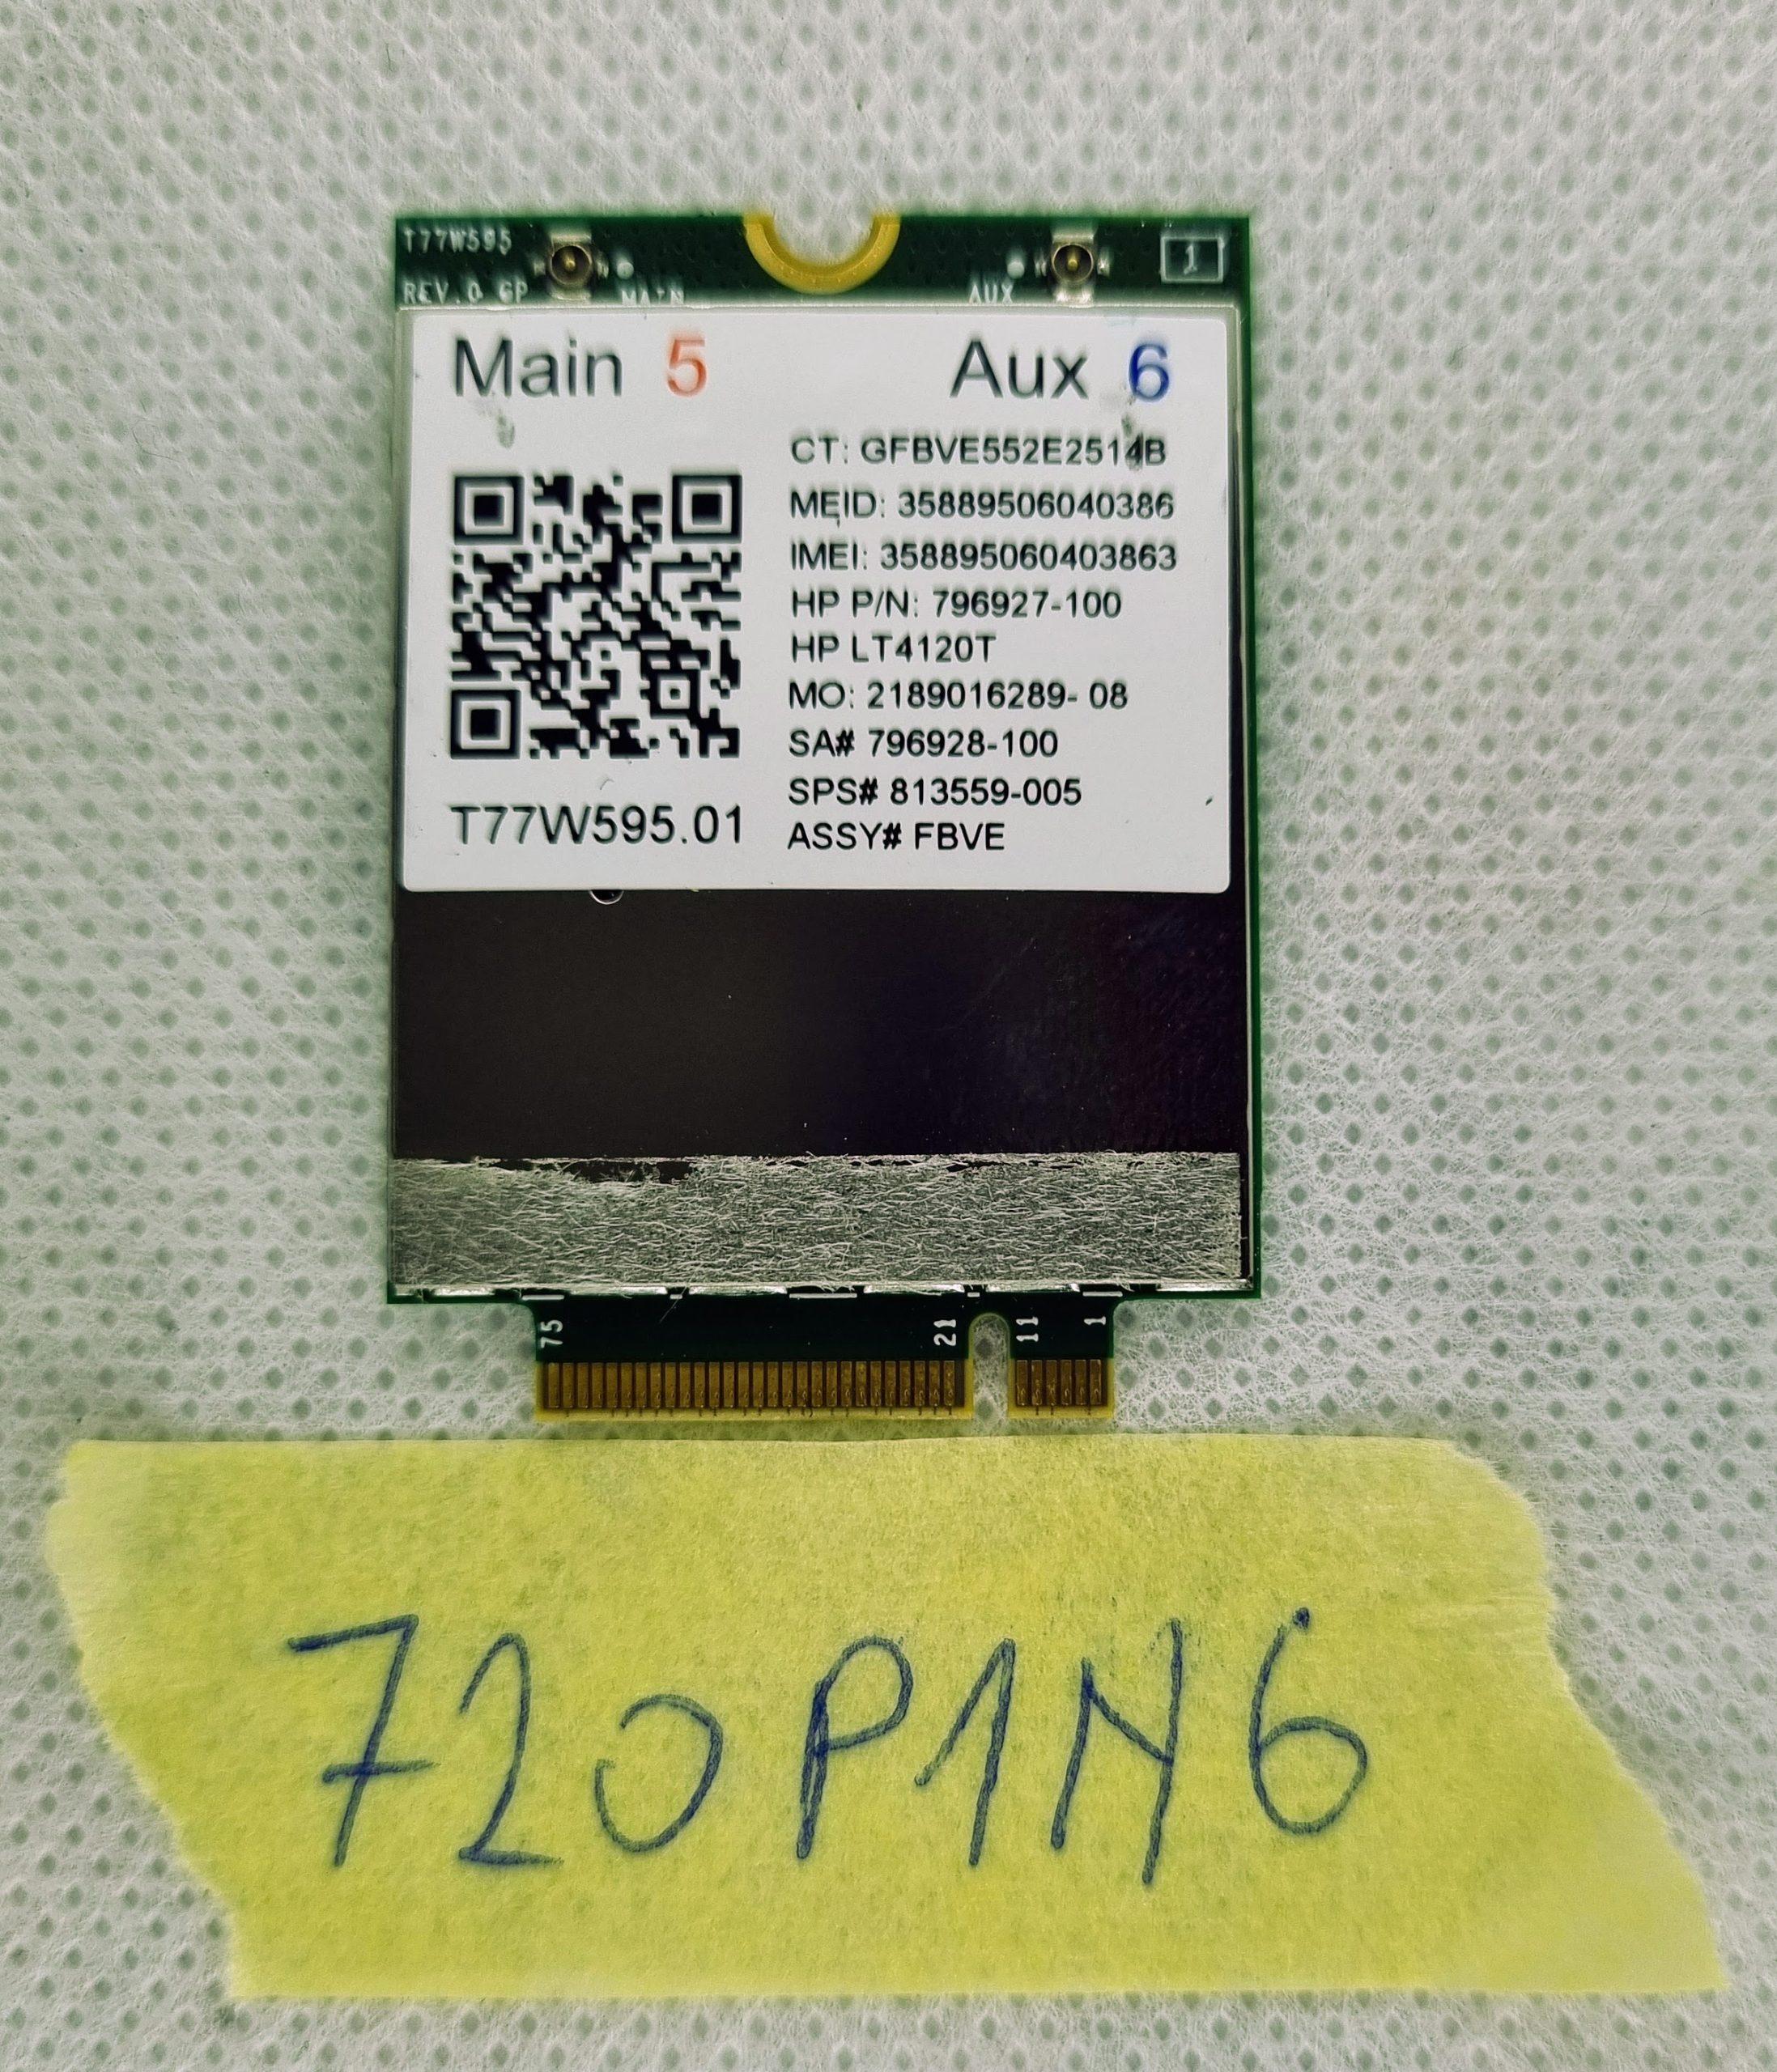 T77W595
REV.0 GP
MAIN
AUX
1
Main 5
Aux 6
CT: GFBVE552E2514B
MEID: 35889506040386
IMEI: 358895060403863
HP P/N: 796927-100
HP LT4120T
MO: 2189016289- 08
SA# 796928-100
SPS# 813559-005
ASSY# FBVE
T77W595.01
75
21
11
1
720P1N6